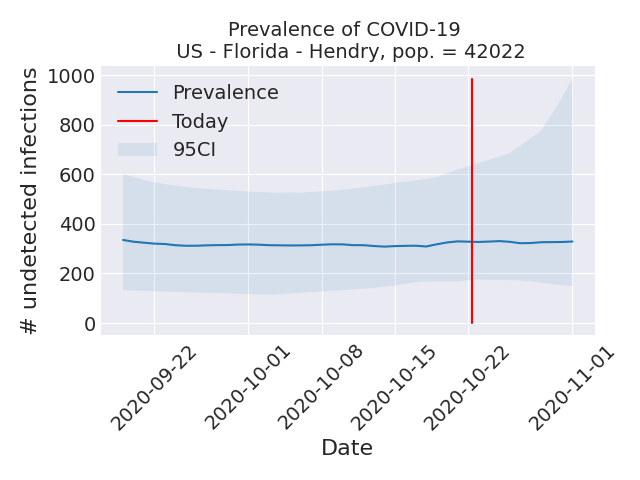 Prevalence of COVID-19
US - Florida - Hendry, pop. = 42022
# undetected infections
1000
800
600
400
200
0
Prevalence
Today
95CI
2020-09-22
2020-10-01
2020-10-08
2020-10-15
2020-10-22
2020-11-01
Date